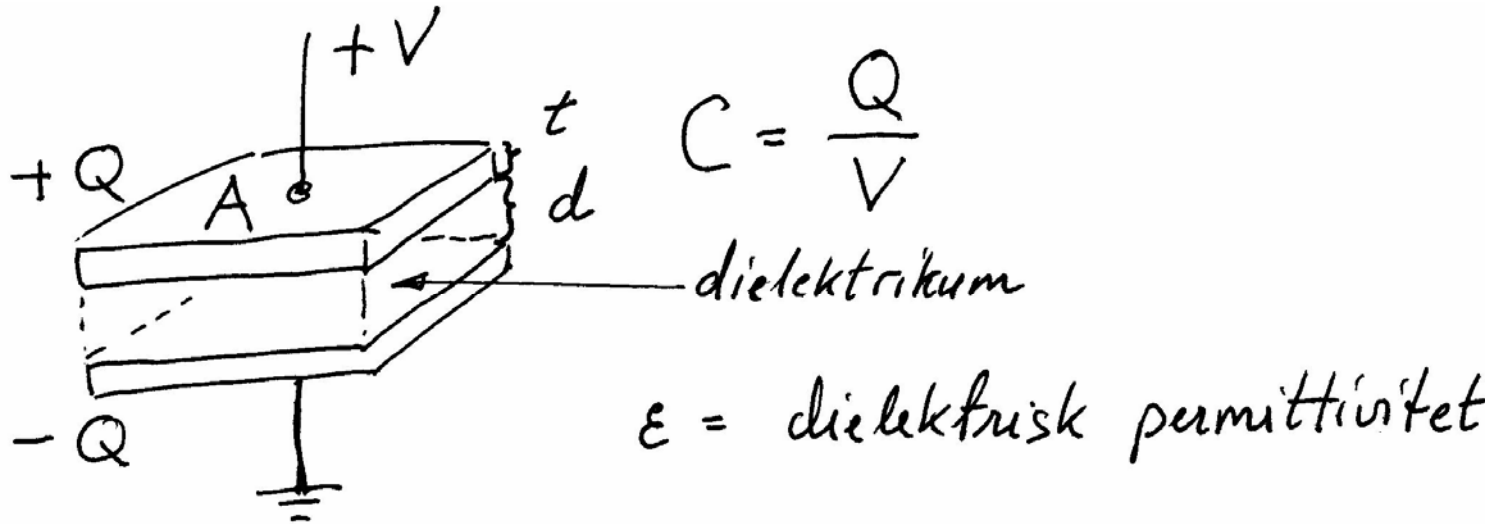 +V
t
C = Q/V
+Q
A
d
dielektrikum
-Q
ε = dielektrisk permittivitet